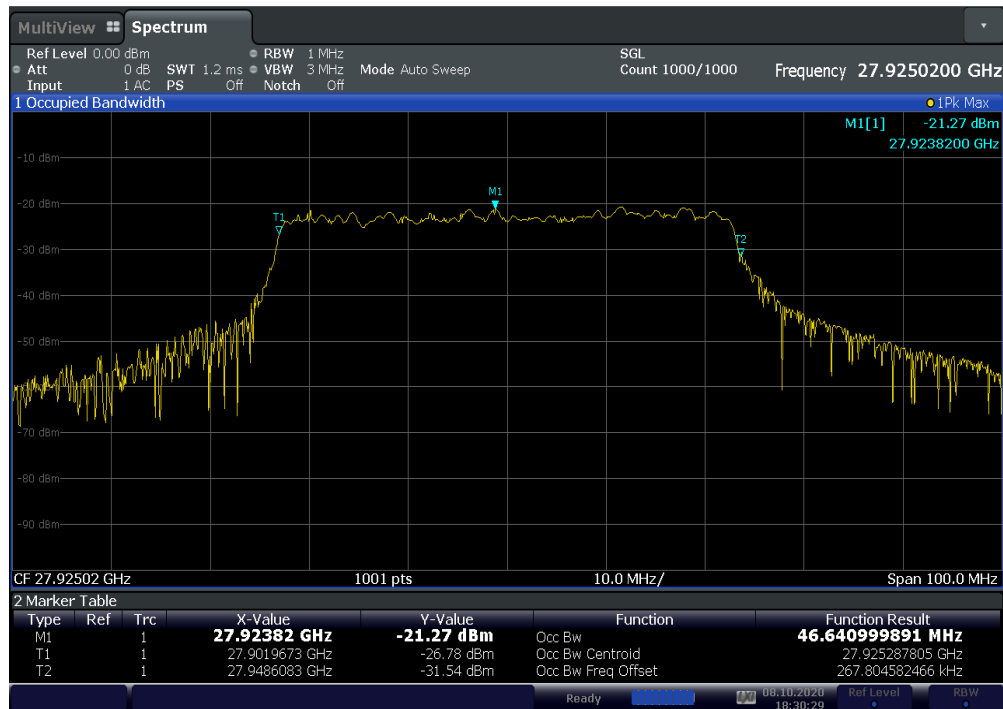 MultiView Spectrum
Ref Level 0.00 dBm RBW 1 MHz SGL
Att 0 dB SWT 1.2 ms VBW 3 MHz Mode Auto Sweep Count 1000/1000 Frequency 27.9250200 GHz
Input 1 AC PS Off Notch Off
1 Occupied Bandwidth 1Pk Max
M1[1] -21.27 dBm
27.9238200 GHz
-10 dBm
M1
-20 dBm
T1
T2
-30 dBm
-40 dBm
-50 dBm
-70 dBm
-80 dBm
-90 dBm
CF 27.92502 GHz 1001 pts 10.0 MHz/ Span 100.0 MHz
2 Marker Table
Type Ref Trc X-Value Y-Value Function Function Result
M1 1 27.92382 GHz -21.27 dBm Occ Bw 46.640999891 MHz
T1 1 27.9019673 GHz -26.78 dBm Occ Bw Centroid 27.925287805 GHz
T2 1 27.9486083 GHz -31.54 dBm Occ Bw Freq Offset 267.804582466 kHz
Ready 08.10.2020 Ref Level RBW
18:30:29